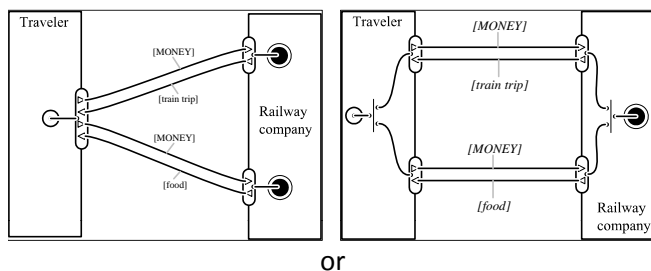 Traveler
[MONEY]
[train trip]
Railway
company
[MONEY]
[food]
Traveler
[MONEY]
[train trip]
[MONEY]
[food]
Railway
company
or